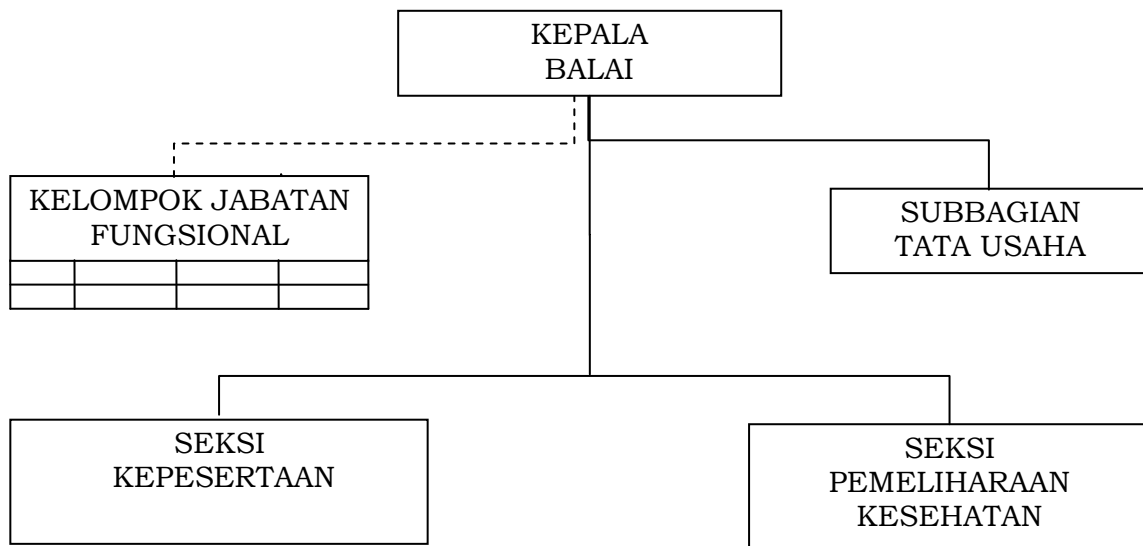 KEPALA
BALAI
KELOMPOK JABATAN
FUNGSIONAL
SUBBAGIAN
TATA USAHA
SEKSI
KEPESERTAAN
SEKSI
PEMELIHARAAN
KESEHATAN